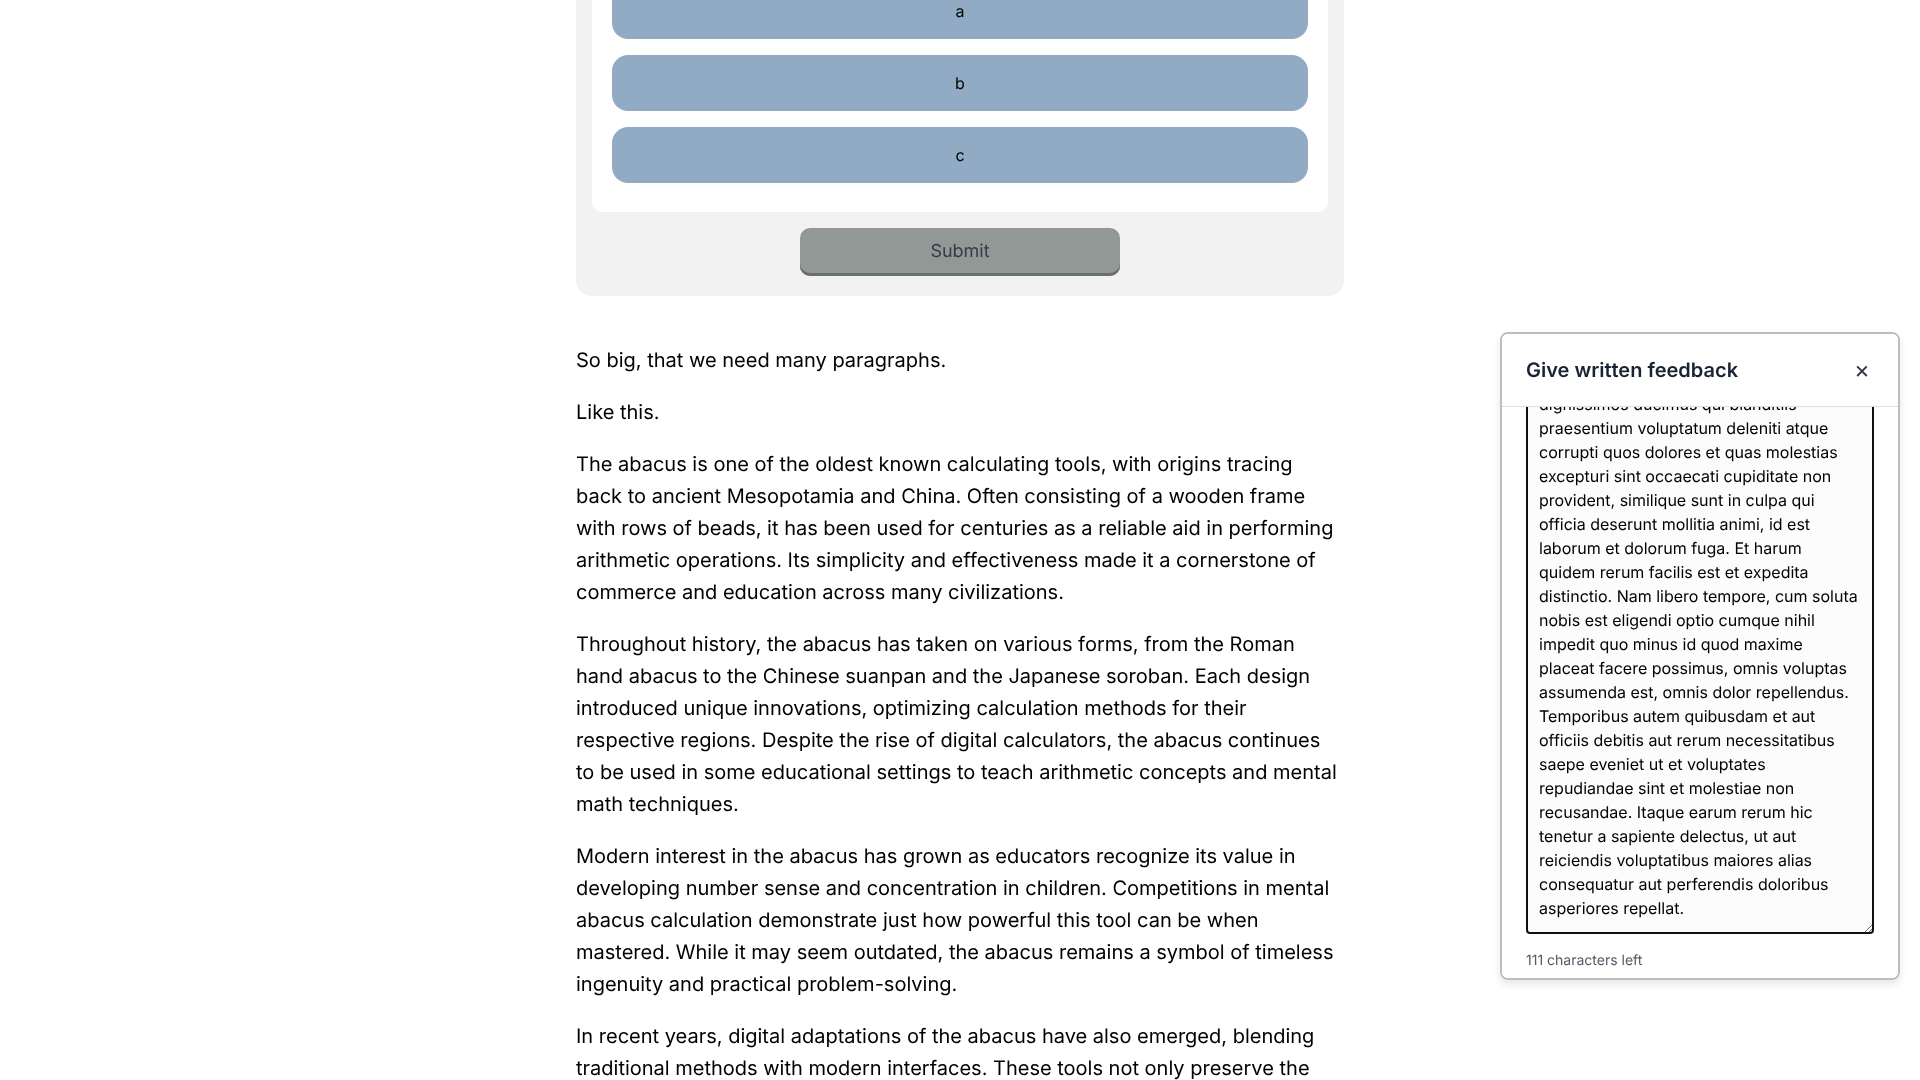 a
b
c
Submit
So big, that we need many paragraphs.
Like this.
The abacus is one of the oldest known calculating tools, with origins tracing
back to ancient Mesopotamia and China. Often consisting of a wooden frame
with rows of beads, it has been used for centuries as a reliable aid in performing
arithmetic operations. Its simplicity and effectiveness made it a cornerstone of
commerce and education across many civilizations.
Throughout history, the abacus has taken on various forms, from the Roman
hand abacus to the Chinese suanpan and the Japanese soroban. Each design
introduced unique innovations, optimizing calculation methods for their
respective regions. Despite the rise of digital calculators, the abacus continues
to be used in some educational settings to teach arithmetic concepts and mental
math techniques.
Modern interest in the abacus has grown as educators recognize its value in
developing number sense and concentration in children. Competitions in mental
abacus calculation demonstrate just how powerful this tool can be when
mastered. While it may seem outdated, the abacus remains a symbol of timeless
ingenuity and practical problem-solving.
In recent years, digital adaptations of the abacus have also emerged, blending
traditional methods with modern interfaces. These tools not only preserve the
Give written feedback
dignissimos ducimus qui blanditiis
praesentium voluptatum deleniti atque
corrupti quos dolores et quas molestias
excepturi sint occaecati cupiditate non
provident, similique sunt in culpa qui
officia deserunt mollitia animi, id est
laborum et dolorum fuga. Et harum
quidem rerum facilis est et expedita
distinctio. Nam libero tempore, cum soluta
nobis est eligendi optio cumque nihil
impedit quo minus id quod maxime
placeat facere possimus, omnis voluptas
assumenda est, omnis dolor repellendus.
Temporibus autem quibusdam et aut
officiis debitis aut rerum necessitatibus
saepe eveniet ut et voluptates
repudiandae sint et molestiae non
recusandae. Itaque earum rerum hic
tenetur a sapiente delectus, ut aut
reiciendis voluptatibus maiores alias
consequatur aut perferendis doloribus
asperiores repellat.
111 characters left